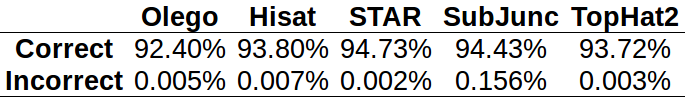 Olego Hisat STAR SubJunc TopHat2
Correct 92.40% 93.80% 94.73% 94.43% 93.72%
Incorrect 0.005% 0.007% 0.002% 0.156% 0.003%